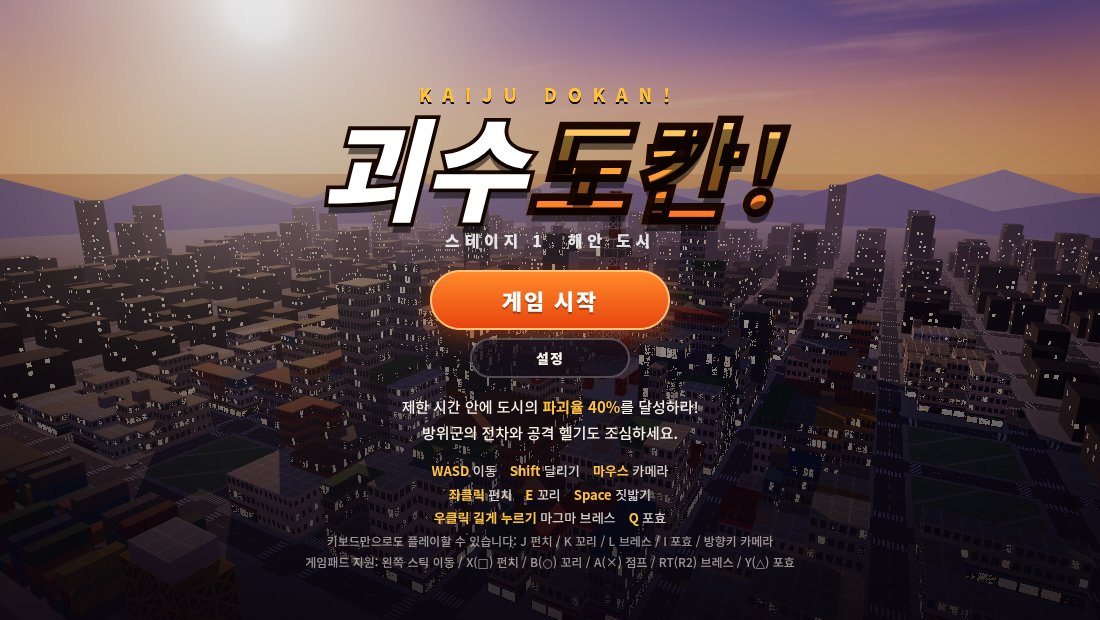 KAIJU DOKAN!
괴수도칸!
스테이지 1 해안 도시
게임 시작
설정
제한 시간 안에 도시의 파괴율 40%를 달성하라!
방위군의 전차와 공격 헬기도 조심하세요.
WASD 이동 Shift 달리기 마우스 카메라
좌클릭 펀치 E 꼬리 Space 짓밟기
우클릭 길게 누르기 마그마 브레스 Q 포효
키보드만으로도 플레이할 수 있습니다: J 펀치 / K 꼬리 / L 브레스 / I 포효 / 방향키 카메라
게임패드 지원: 왼쪽 스틱 이동 / X(□) 펀치 / B(○) 꼬리 / A(×) 점프 / RT(R2) 브레스 / Y(△) 포효